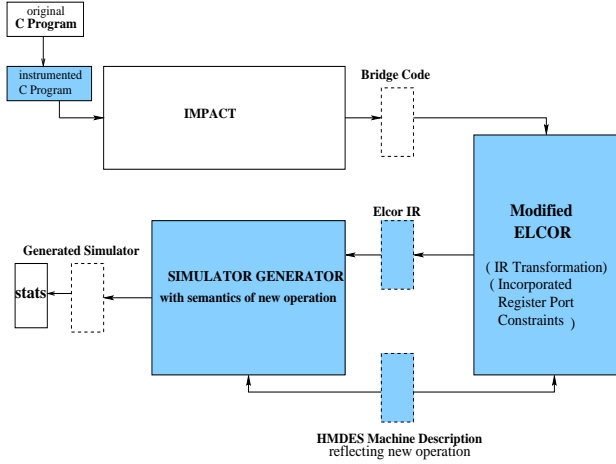 original
C Program
instrumented
C Program
IMPACT
Bridge Code
Modified
ELCOR
( IR Transformation)
( Incorporated
Register Port
Constraints )
Elcor IR
SIMULATOR GENERATOR
with semantics of new operation
Generated Simulator
stats
HMDES Machine Description
reflecting new operation